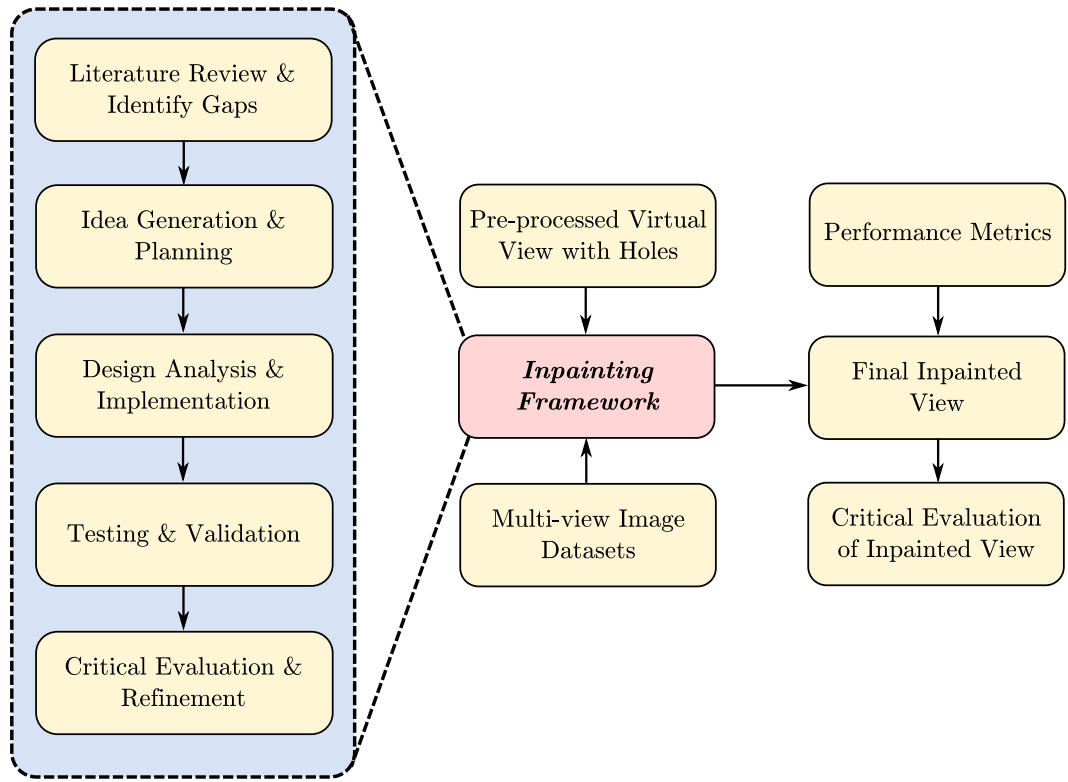 Literature Review &
Identify Gaps
Idea Generation &
Planning
Design Analysis &
Implementation
Testing & Validation
Critical Evaluation &
Refinement
Pre-processed Virtual
View with Holes
Inpainting
Framework
Multi-view Image
Datasets
Performance Metrics
Final Inpainted
View
Critical Evaluation
of Inpainted View